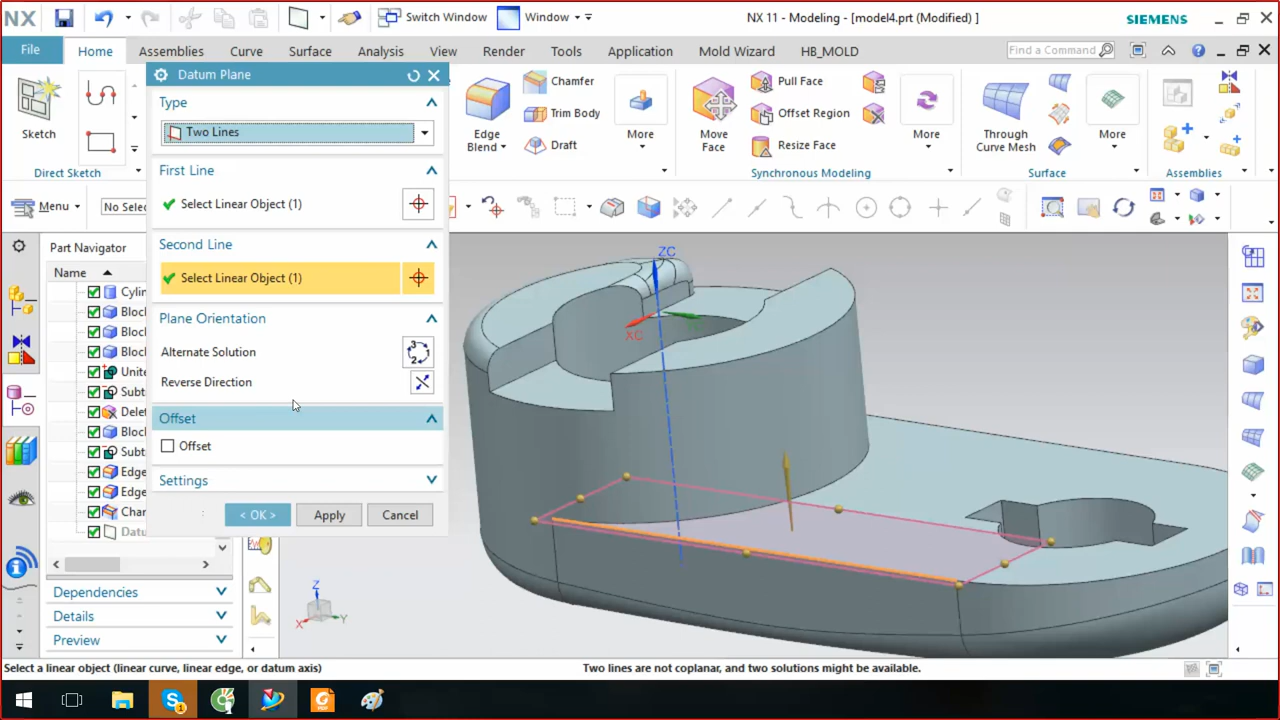 NX
Switch Window
Window
NX 11 - Modeling - [model4.prt (Modified) ]
SIEMENS
File
Home
Assemblies
Curve
Surface
Analysis
View
Render
Tools
Application
Mold Wizard
HB_MOLD
Find a Command
Sketch
Direct Sketch
Edge
Blend
Chamfer
Trim Body
Draft
More
Move
Face
Pull Face
Offset Region
Resize Face
More
Synchronous Modeling
Through
Curve Mesh
More
Surface
Assemblies
Menu
No Selec
Datum Plane
Type
Two Lines
First Line
Select Linear Object (1)
Second Line
Select Linear Object (1)
Plane Orientation
Alternate Solution
Reverse Direction
Offset
Offset
Settings
< OK >
Apply
Cancel
Part Navigator
Name
Cylin
Bloc
Bloc
Bloc
Unite
Subt
Delet
Bloc
Subt
Edge
Edge
Char
Datu
Dependencies
Details
Preview
ZC
XC
Z
X
Y
Select a linear object (linear curve, linear edge, or datum axis)
Two lines are not coplanar, and two solutions might be available.